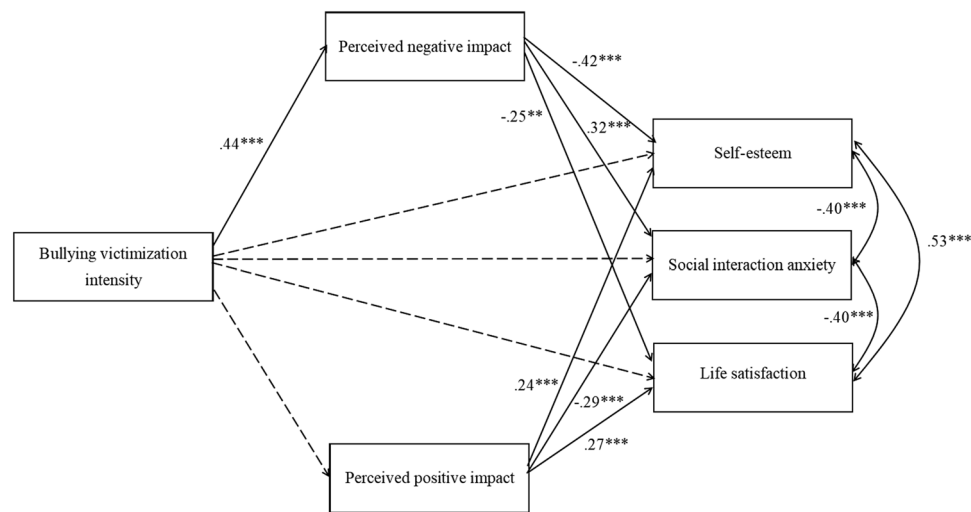 Perceived negative impact
-.42***
-.25**
.32***
.44***
Self-esteem
-.40***
Bullying victimization
intensity
Social interaction anxiety
.53***
-.40***
Life satisfaction
.24***
-.29***
.27***
Perceived positive impact